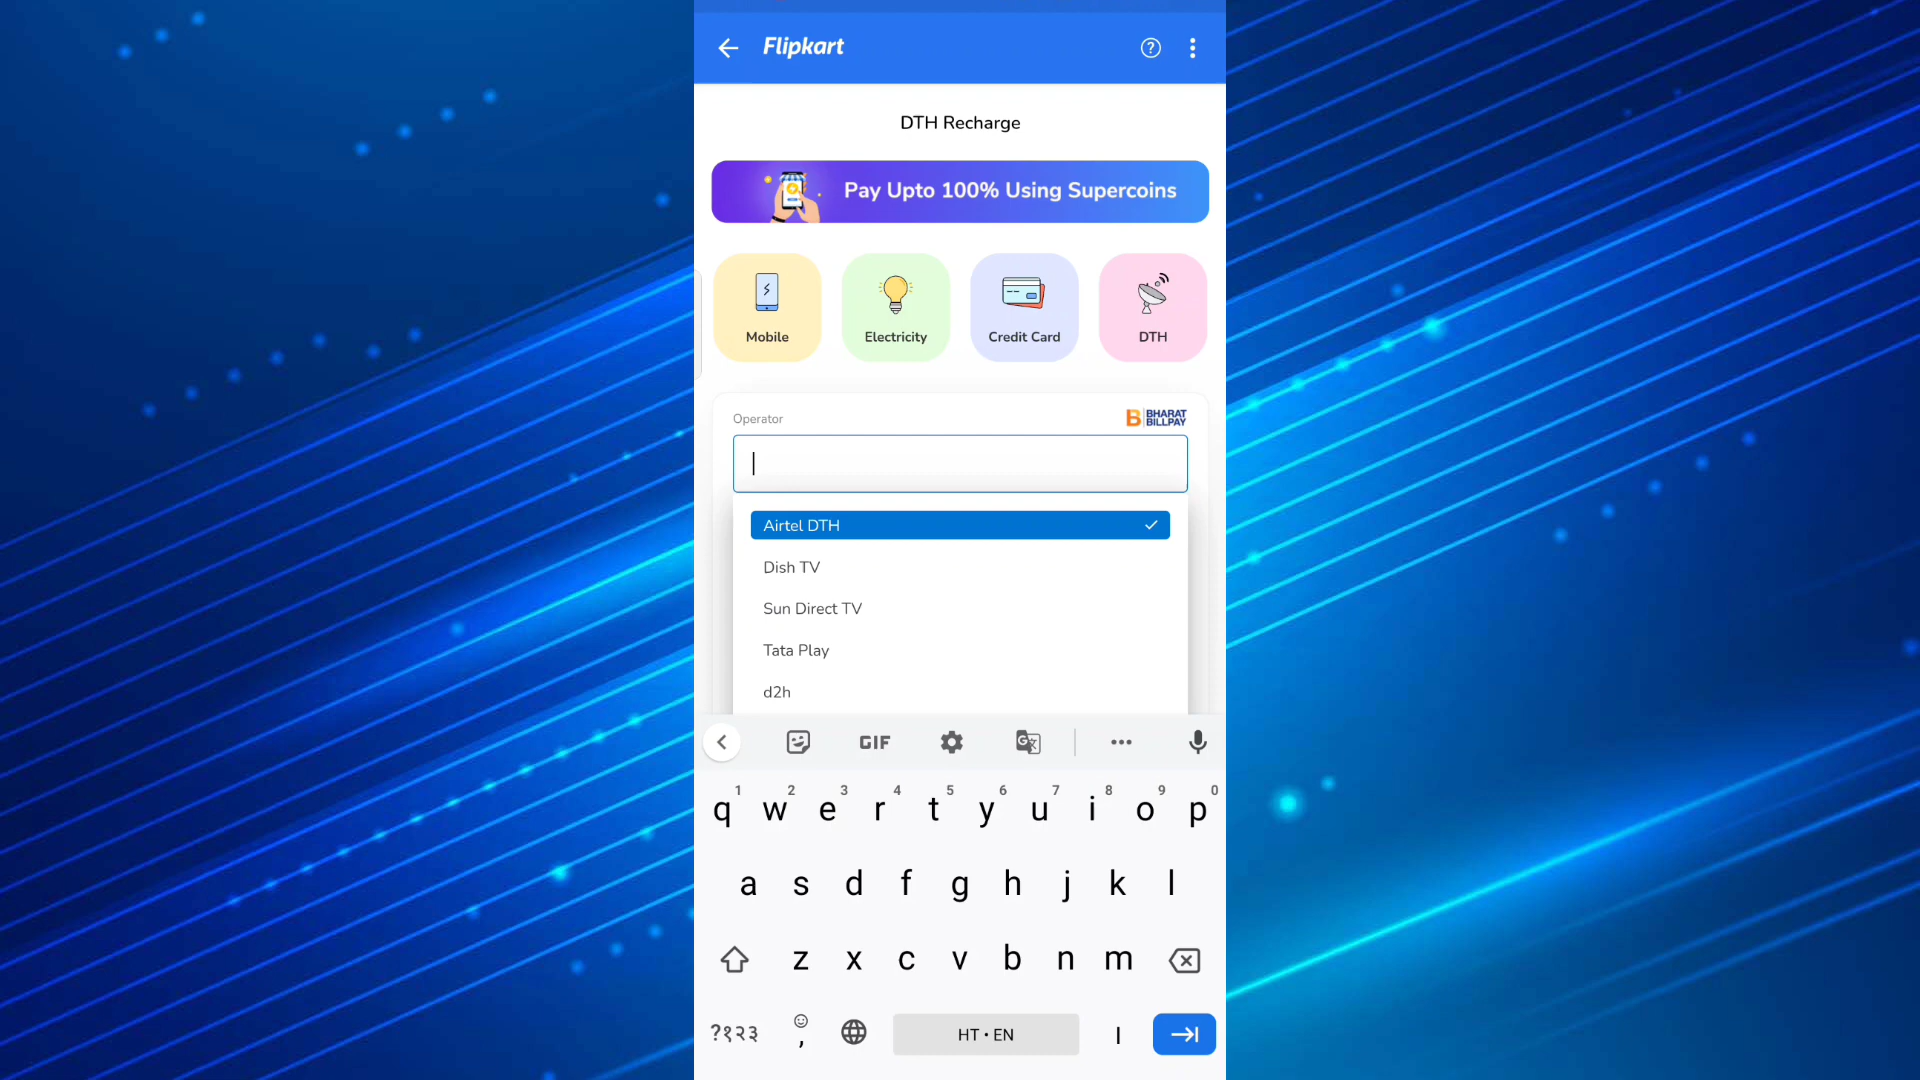 Flipkart
DTH Recharge
Pay Upto 100% Using Supercoins
Mobile Electricity Credit Card DTH
Operator
BHARAT
BILLPAY
Airtel DTH
Dish TV
Sun Direct TV
Tata Play
d2h
GIF
1 2 3 4 5 6 7 8 9 0
q w e r t y u i o p
a s d f g h j k l
z x c v b n m
?१२३ , HT • EN ।